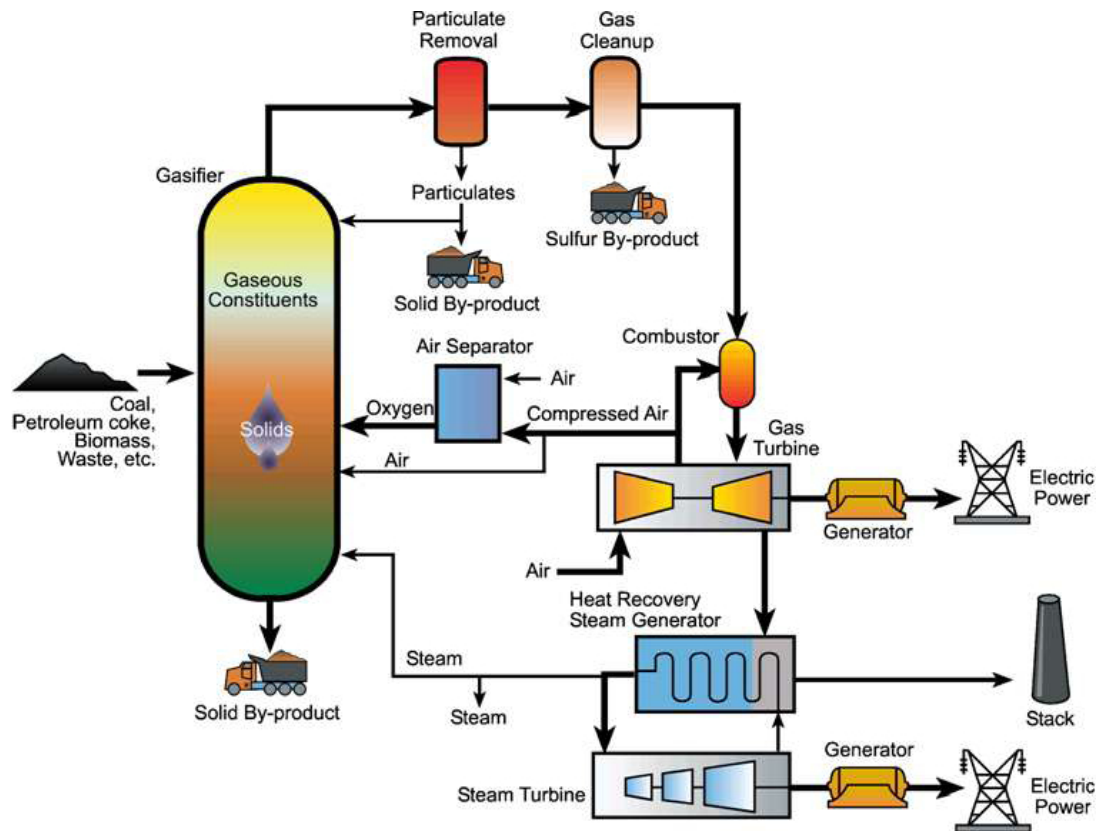 Particulate
Removal
Gas
Cleanup
Gasifier
Particulates
Sulfur By-product
Solid By-product
Gaseous
Constituents
Combustor
Air Separator
Air
Coal,
Petroleum coke,
Biomass,
Waste, etc.
Solids
Oxygen
Compressed Air
Air
Gas
Turbine
Electric
Power
Generator
Air
Heat Recovery
Steam Generator
Steam
Steam
Solid By-product
Stack
Generator
Steam Turbine
Electric
Power